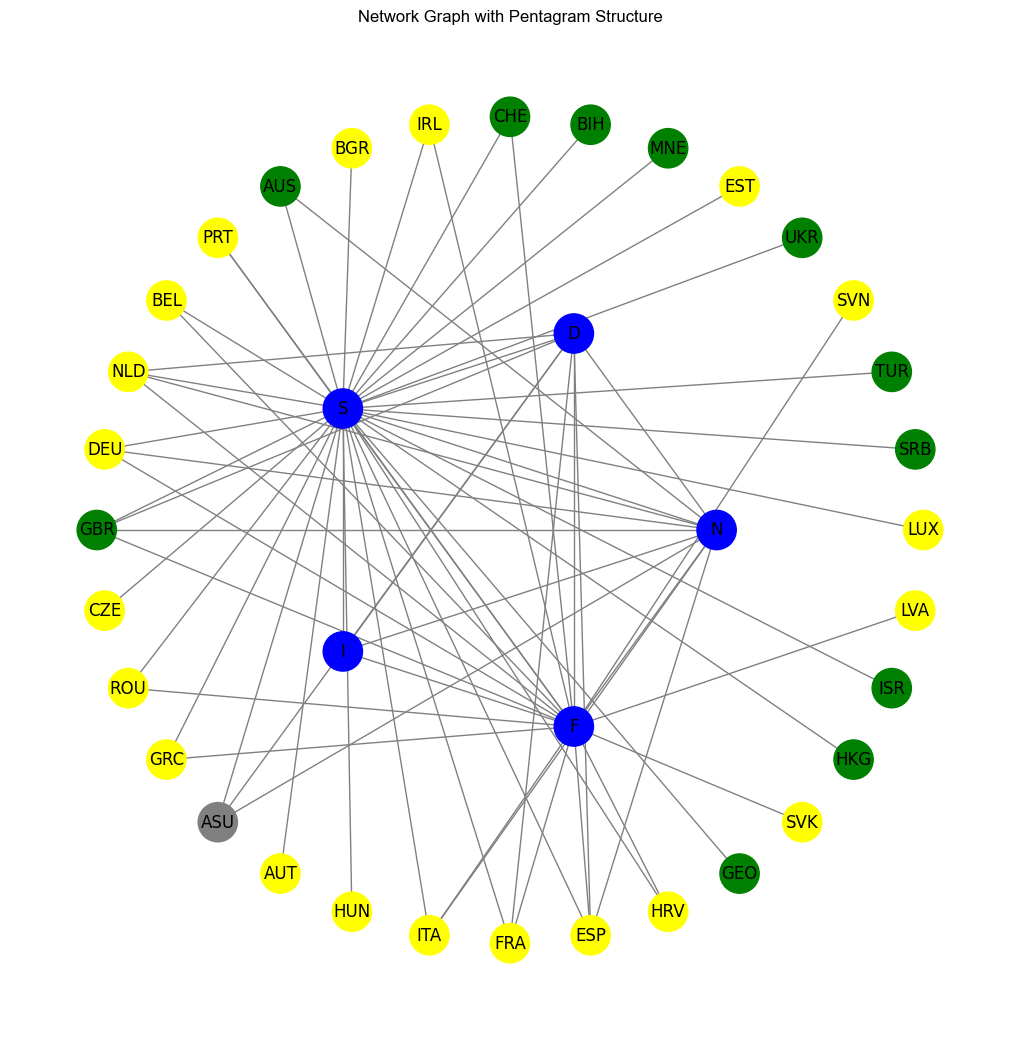 Network Graph with Pentagram Structure
CHE
IRL
BIH
BGR
MNE
AUS
EST
PRT
UKR
BEL
SVN
D
NLD
TUR
S
DEU
SRB
GBR
N
LUX
CZE
LVA
I
ROU
ISR
F
GRC
HKG
ASU
SVK
AUT
GEO
HUN
HRV
ITA
ESP
FRA